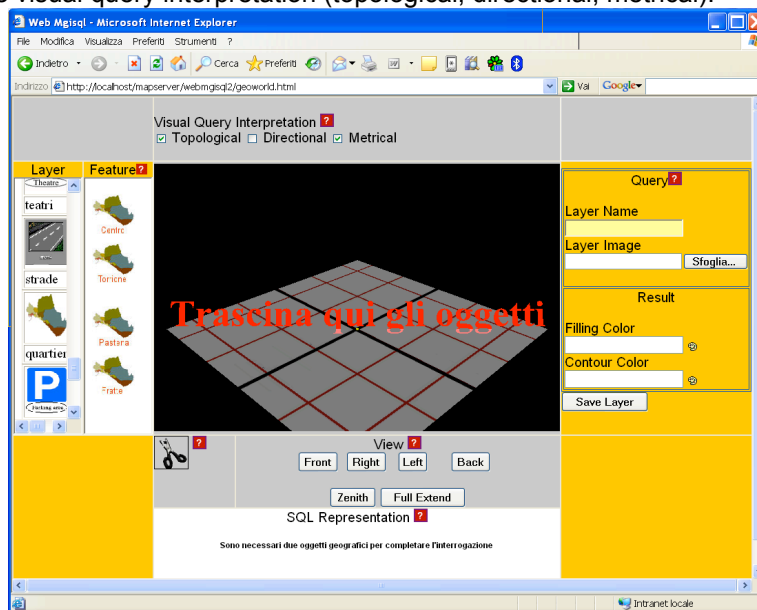 visual query interpretation (topological, directional, metrical).
Web Mgisql - Microsoft Internet Explorer
File Modifica Visualizza Preferiti Strumenti ?
Indietro Cerca Preferiti
Indirizzo http://localhost/mapserver/webmgisql2/geoworld.html Vai Google
Visual Query Interpretation ?
Topological Directional Metrical
Layer Feature ?
Theatre
teatri
strade
quartier
P
Parking area
Centro
Torrione
Pastena
Fratte
Trascina qui gli oggetti
Query ?
Layer Name
Layer Image
Sfoglia...
Result
Filling Color
Contour Color
Save Layer
?
View ?
Front Right Left Back
Zenith Full Extend
SQL Representation ?
Sono necessari due oggetti geografici per completare l'interrogazione
Intranet locale